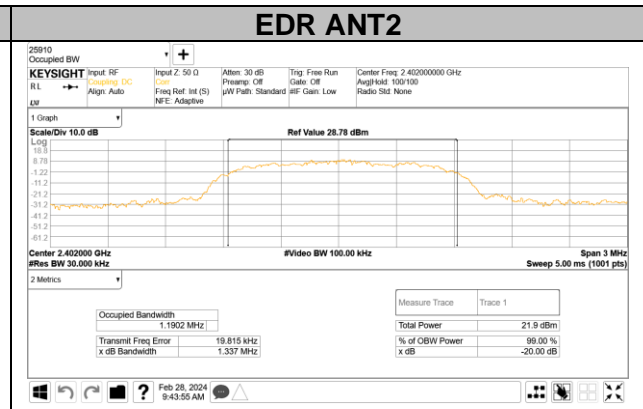 EDR ANT2
25910
Occupied BW
+
KEYSIGHT Input: RF Input Z: 50 Ω Atten: 30 dB Trig: Free Run Center Freq: 2.402000000 GHz
RL Coupling: DC Corr Preamp: Off Gate: Off Avg|Hold: 100/100
Align: Auto Freq Ref: Int (S) µW Path: Standard #IF Gain: Low Radio Std: None
NFE: Adaptive
1 Graph
Scale/Div 10.0 dB Ref Value 28.78 dBm
Log
18.8
8.78
-1.22
-11.2
-21.2
-31.2
-41.2
-51.2
-61.2
Center 2.402000 GHz #Video BW 100.00 kHz Span 3 MHz
#Res BW 30.000 kHz Sweep 5.00 ms (1001 pts)
2 Metrics
Measure Trace Trace 1
Occupied Bandwidth
1.1902 MHz Total Power 21.9 dBm
Transmit Freq Error 19.815 kHz % of OBW Power 99.00 %
x dB Bandwidth 1.337 MHz x dB -20.00 dB
? Feb 28, 2024
9:43:55 AM